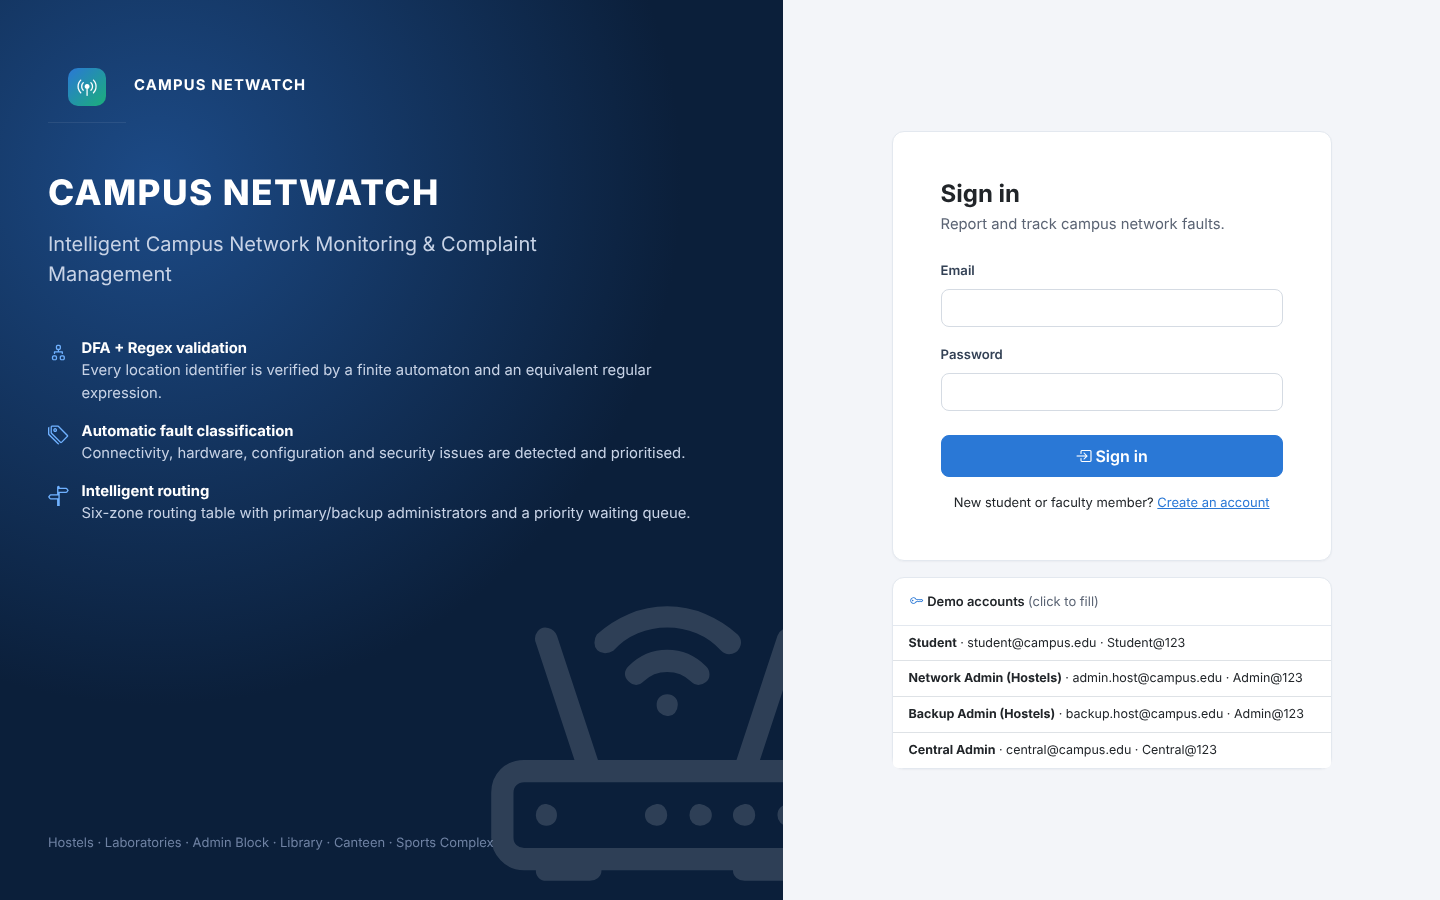 CAMPUS NETWATCH
CAMPUS NETWATCH
Intelligent Campus Network Monitoring & Complaint
Management
DFA + Regex validation
Every location identifier is verified by a finite automaton and an equivalent regular
expression.
Automatic fault classification
Connectivity, hardware, configuration and security issues are detected and prioritised.
Intelligent routing
Six-zone routing table with primary/backup administrators and a priority waiting queue.
Hostels · Laboratories · Admin Block · Library · Canteen · Sports Complex
Sign in
Report and track campus network faults.
Email
Password
Sign in
New student or faculty member? Create an account
Demo accounts (click to fill)
Student · student@campus.edu · Student@123
Network Admin (Hostels) · admin.host@campus.edu · Admin@123
Backup Admin (Hostels) · backup.host@campus.edu · Admin@123
Central Admin · central@campus.edu · Central@123